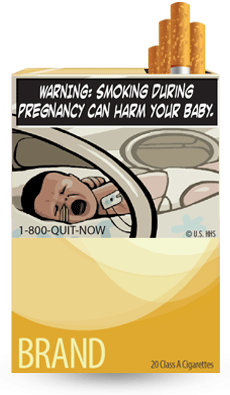 WARNING: SMOKING DURING
PREGNANCY CAN HARM YOUR BABY.
1-800-QUIT-NOW
© U.S. HHS
BRAND
20 Class A Cigarettes